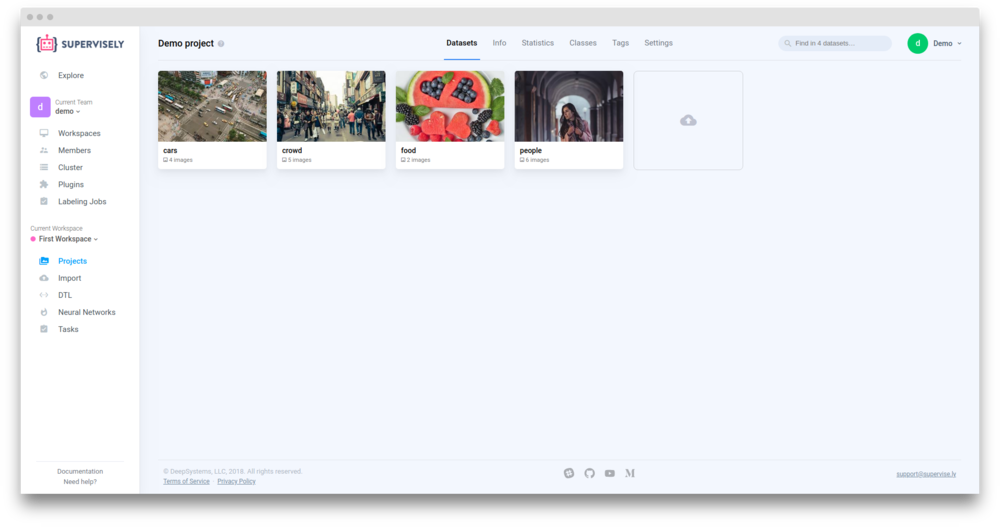 SUPERVISELY
Explore
d
Current Team
demo
Workspaces
Members
Cluster
Plugins
Labeling Jobs
Current Workspace
First Workspace
Projects
Import
DTL
Neural Networks
Tasks
Documentation
Need help?
Demo project
Datasets Info Statistics Classes Tags Settings
Find in 4 datasets...
d Demo
cars
4 images
crowd
5 images
food
2 images
people
6 images
© DeepSystems, LLC, 2018. All rights reserved.
Terms of Service · Privacy Policy
support@supervise.ly